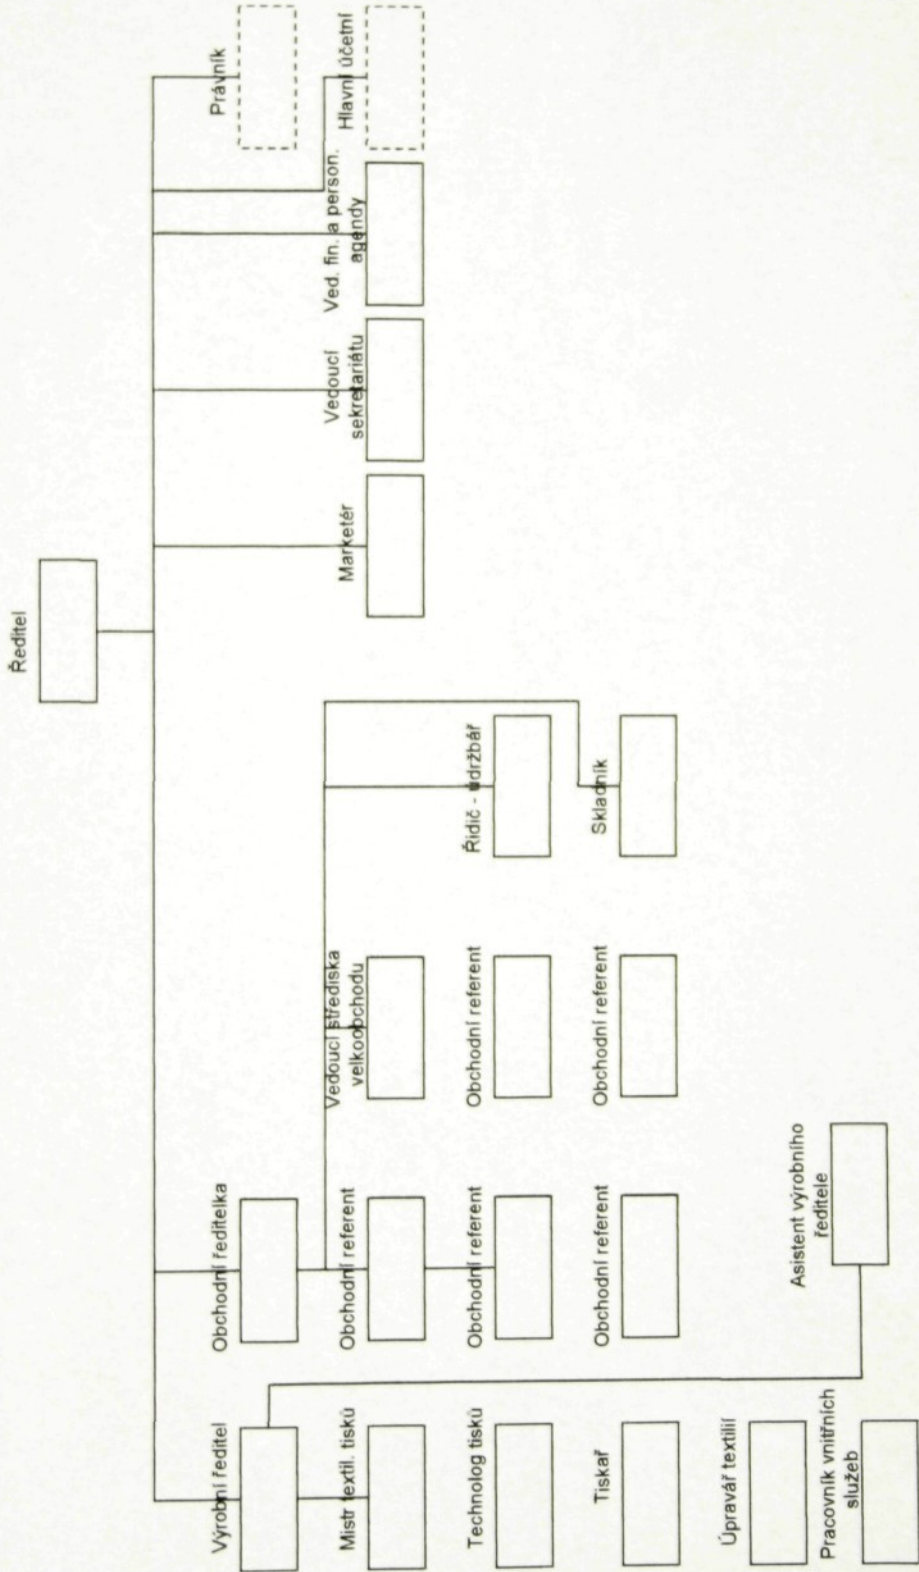 Ředitel
Právník
Výrobní ředitel
Obchodní ředitelka
Hlavní účetní
Ved. fin. a person.
agendy
Vedoucí
sekretariátu
Marketér
Vedoucí střediska
velkoobchodu
Obchodní referent
Mistr textil. tisků
Řidič - údržbář
Obchodní referent
Obchodní referent
Technolog tisků
Skladník
Obchodní referent
Obchodní referent
Tiskař
Úpravář textilií
Asistent výrobního
ředitele
Pracovník vnitřních
služeb